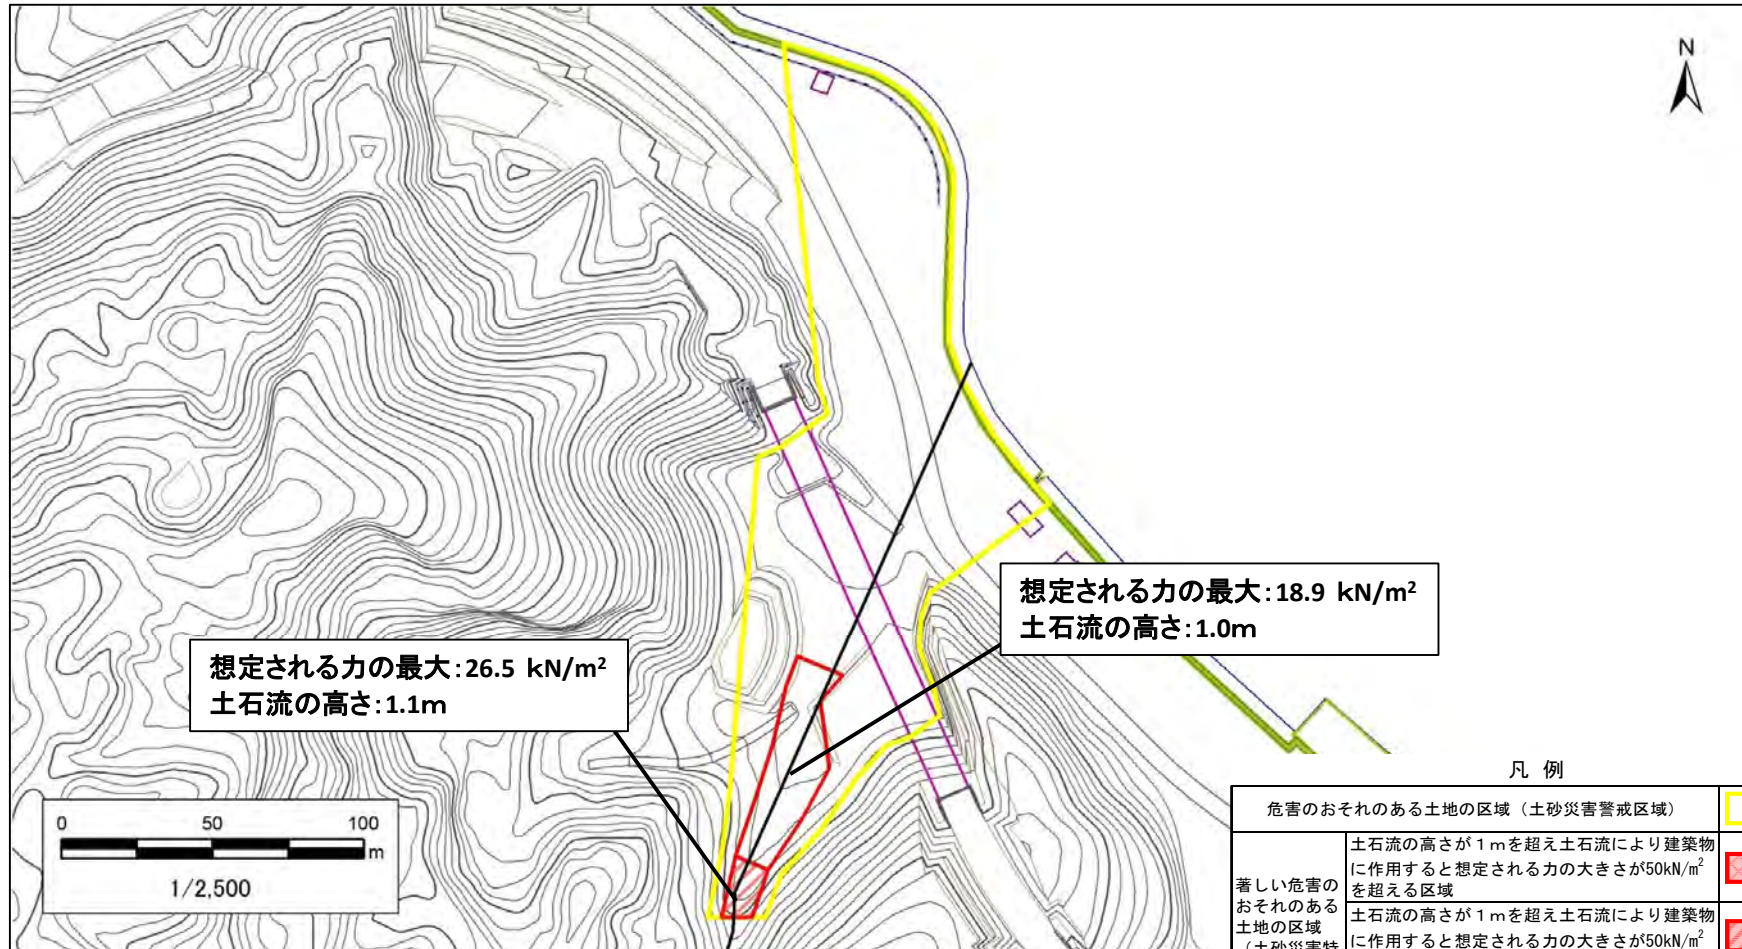 N
想定される力の最大:18.9 kN/m²
土石流の高さ:1.0m
想定される力の最大:26.5 kN/m²
土石流の高さ:1.1m
0 50 100
m
1/2,500
凡 例
危害のおそれのある土地の区域（土砂災害警戒区域）
著しい危害の
おそれのある
土地の区域
（土砂災害特
土石流の高さが１ｍを超え土石流により建築物
に作用すると想定される力の大きさが50kN/m²
を超える区域
土石流の高さが１ｍを超え土石流により建築物
に作用すると想定される力の大きさが50kN/m²